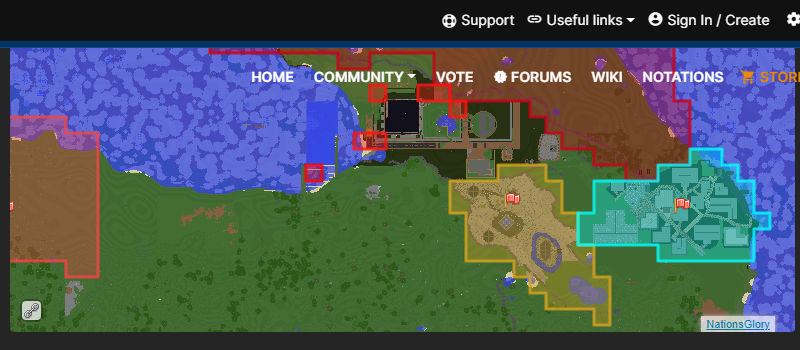 Support Useful links Sign In / Create
HOME COMMUNITY VOTE FORUMS WIKI NOTATIONS STOR
NationsGlory